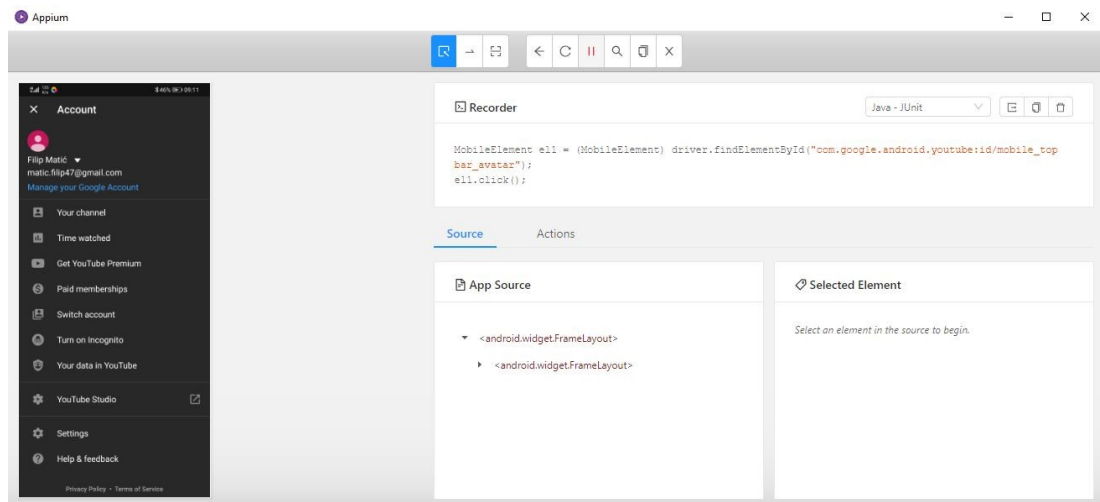 Appium
46% 09:11
Account
Filip Matić
matic.filip47@gmail.com
Manage your Google Account
Your channel
Time watched
Get YouTube Premium
Paid memberships
Switch account
Turn on Incognito
Your data in YouTube
YouTube Studio
Settings
Help & feedback
Privacy Policy • Terms of Service
Recorder
Java - JUnit
MobileElement el1 = (MobileElement) driver.findElementById("com.google.android.youtube:id/mobile_top
bar_avatar");
el1.click();
Source Actions
App Source
<android.widget.FrameLayout>
<android.widget.FrameLayout>
Selected Element
Select an element in the source to begin.